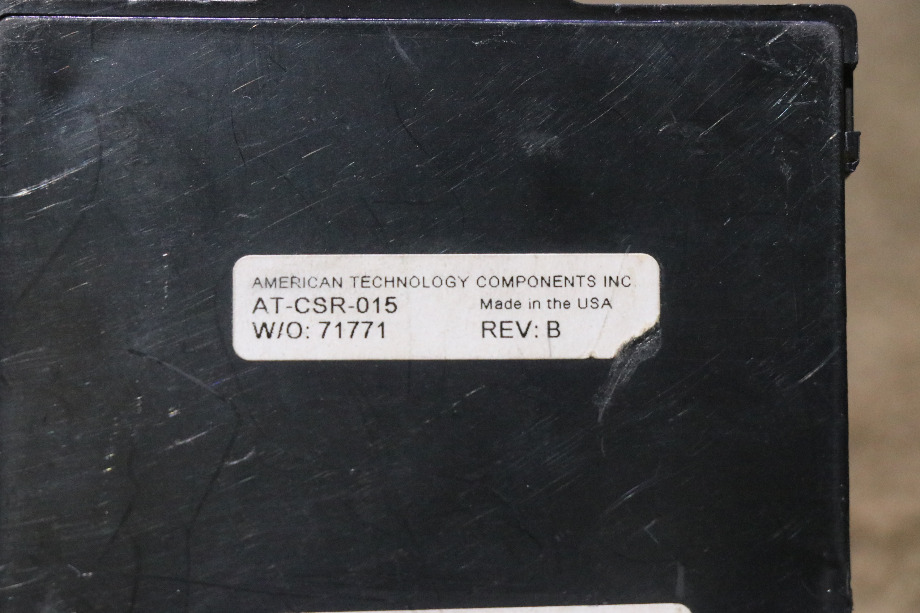 AMERICAN TECHNOLOGY COMPONENTS INC
AT-CSR-015 Made in the USA
W/O: 71771 REV: B